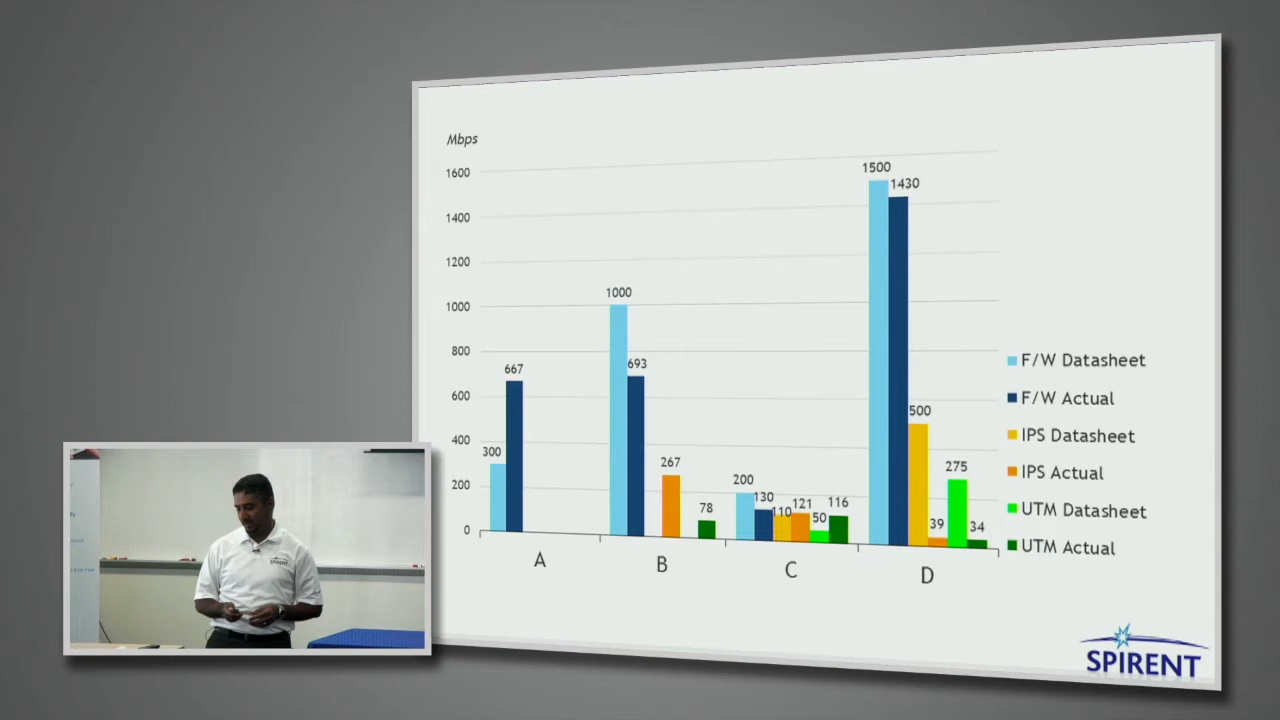 Mbps
1600
1400
1200
1000
800
600
400
200
0
300
667
1000
693
267
78
200
130
110
121
50
116
1500
1430
500
39
275
34
A
B
C
D
F/W Datasheet
F/W Actual
IPS Datasheet
IPS Actual
UTM Datasheet
UTM Actual
SPIRENT
SPIRENT